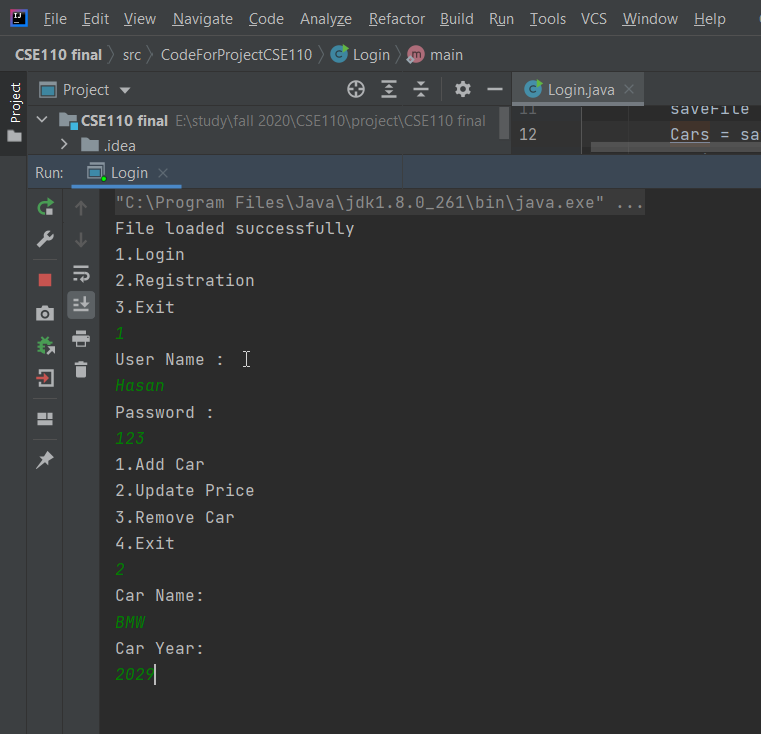 File Edit View Navigate Code Analyze Refactor Build Run Tools VCS Window Help
CSE110 final src CodeForProjectCSE110 Login main
Project
Project
Login.java
CSE110 final E:\study\fall 2020\CSE110\project\CSE110 final
.idea
11 saveFile
12 Cars = sa
Run: Login
"C:\Program Files\Java\jdk1.8.0_261\bin\java.exe" ...
File loaded successfully
1.Login
2.Registration
3.Exit
1
User Name :
Hasan
Password :
123
1.Add Car
2.Update Price
3.Remove Car
4.Exit
2
Car Name:
BMW
Car Year:
2029